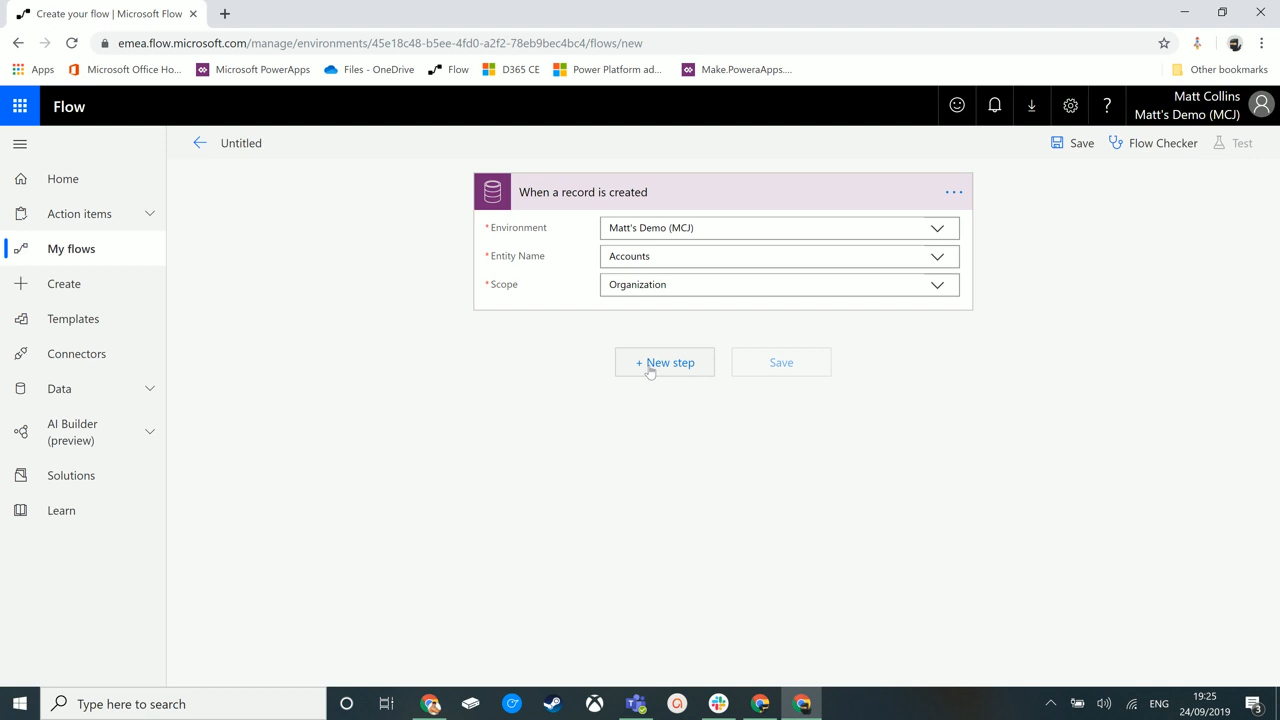 Create your flow | Microsoft Flow
emea.flow.microsoft.com/manage/environments/45e18c48-b5ee-4fd0-a2f2-78eb9bec4bc4/flows/new
Apps Microsoft Office Ho... Microsoft PowerApps Files - OneDrive Flow D365 CE Power Platform ad... Make.PoweraApps.... Other bookmarks
Flow
Matt Collins
Matt's Demo (MCJ)
Untitled
Save Flow Checker Test
Home
Action items
My flows
Create
Templates
Connectors
Data
AI Builder
(preview)
Solutions
Learn
When a record is created
* Environment Matt's Demo (MCJ)
* Entity Name Accounts
* Scope Organization
+ New step Save
Type here to search
ENG
19:25
24/09/2019
3